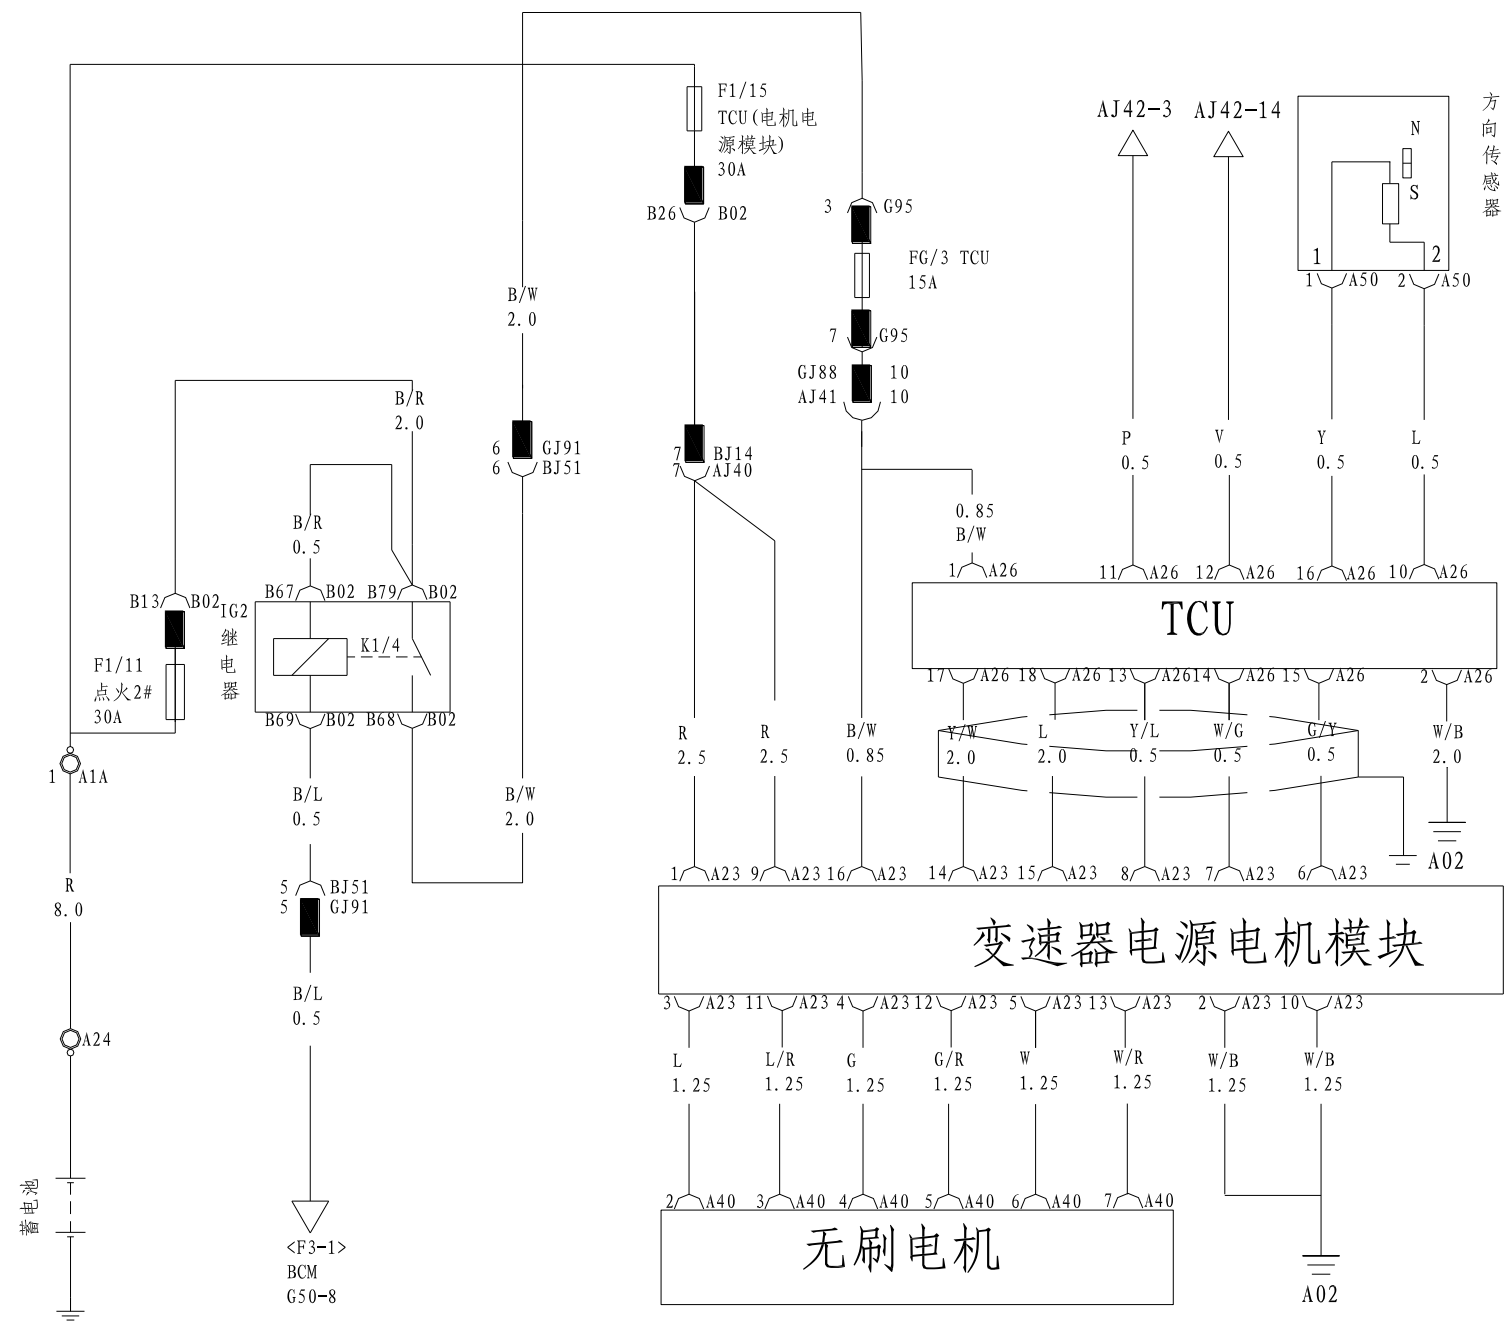 F1/15
TCU(电机电
源模块)
30A
AJ42-3
AJ42-14
方向传感器
N
S
1
2
B26
B02
3
G95
FG/3 TCU
15A
7
G95
1
A50
2
A50
B/W
2.0
GJ88
10
AJ41
10
B/R
2.0
6
GJ91
6
BJ51
7
BJ14
7
AJ40
P
0.5
V
0.5
Y
0.5
L
0.5
B/R
0.5
0.85
B/W
1
A26
11
A26
12
A26
16
A26
10
A26
B67
B02
B79
B02
B13
B02
IG2
继
电
器
K1/4
TCU
F1/11
点火2#
30A
17
A26
18
A26
13
A26
14
A26
15
A26
2
A26
B69
B02
B68
B02
R
2.5
R
2.5
B/W
0.85
Y/W
2.0
L
2.0
Y/L
0.5
W/G
0.5
G/Y
0.5
W/B
2.0
1
A1A
B/L
0.5
B/W
2.0
A02
1
A23
9
A23
16
A23
14
A23
15
A23
8
A23
7
A23
6
A23
R
8.0
5
BJ51
5
GJ91
变速器电源电机模块
B/L
0.5
3
A23
11
A23
4
A23
12
A23
5
A23
13
A23
2
A23
10
A23
A24
L
1.25
L/R
1.25
G
1.25
G/R
1.25
W
1.25
W/R
1.25
W/B
1.25
W/B
1.25
蓄电池
2
A40
3
A40
4
A40
5
A40
6
A40
7
A40
无刷电机
<F3-1>
BCM
G50-8
A02